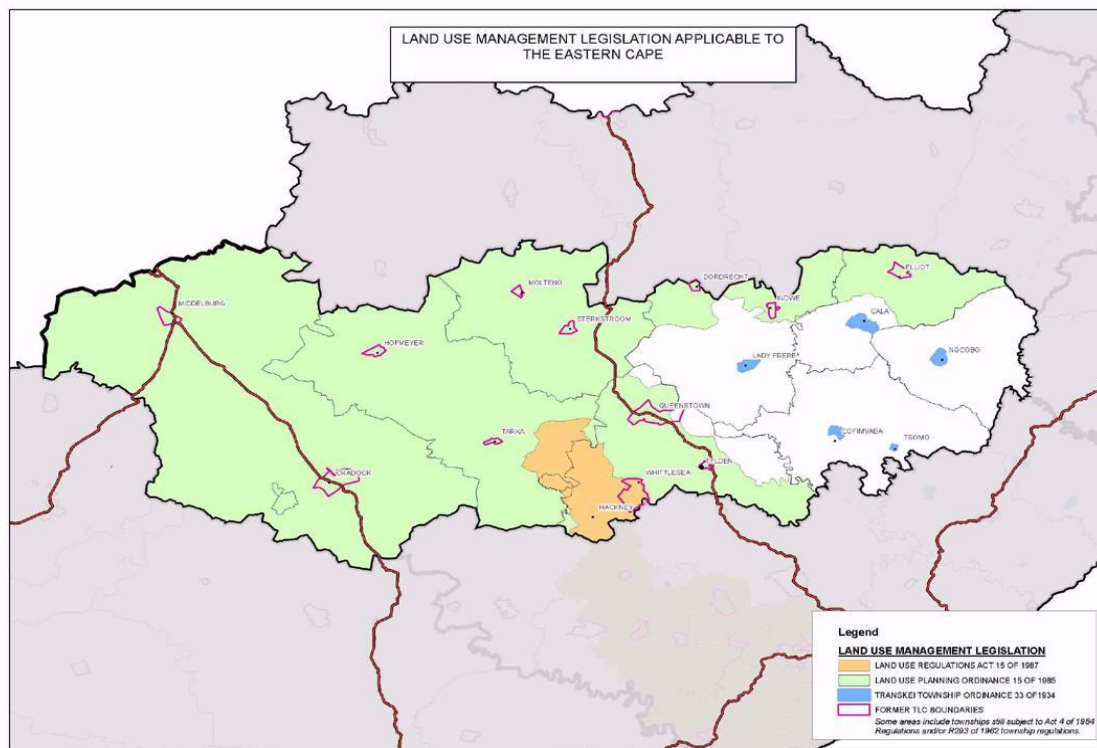 LAND USE MANAGEMENT LEGISLATION APPLICABLE TO
THE EASTERN CAPE
DORDRECHT
ELLIOT
MOLTENO
INDWE
MIDDELBURG
CALA
STERKSTROOM
HOFMEYER
NGCOBO
LADY FRERE
QUEENSTOWN
TARKA
COFIMVABA
TSOMO
TYLDEN
CRADOCK
WHITTLESEA
HACKNEY
Legend
LAND USE MANAGEMENT LEGISLATION
LAND USE REGULATIONS ACT 15 OF 1987
LAND USE PLANNING ORDINANCE 15 OF 1985
TRANSKEI TOWNSHIP ORDINANCE 33 OF1934
FORMER TLC BOUNDARIES
Some areas include townships still subject to Act 4 of 1984
Regulations and/or R293 of 1962 township regulations.